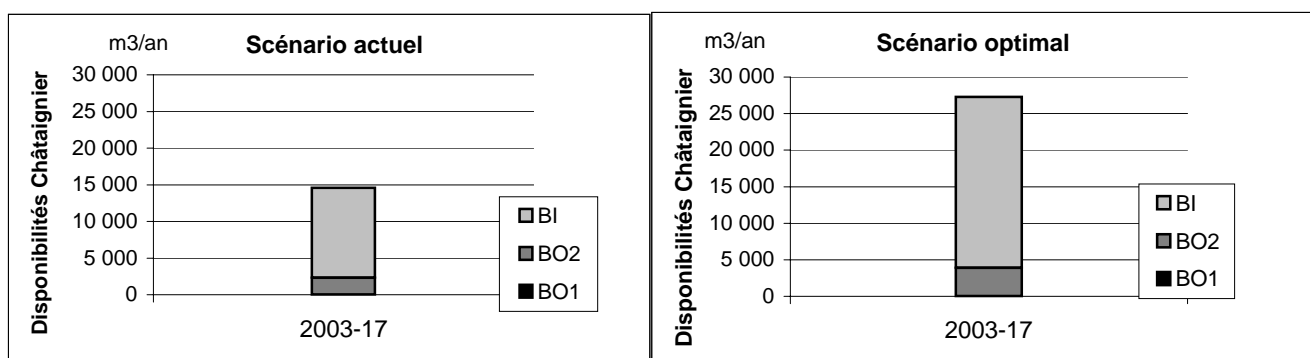 m3/an
Scénario actuel
Disponibilités Châtaignier
30 000
25 000
20 000
15 000
10 000
5 000
0
2003-17
BI
BO2
BO1
m3/an
Scénario optimal
Disponibilités Châtaignier
30 000
25 000
20 000
15 000
10 000
5 000
0
2003-17
BI
BO2
BO1